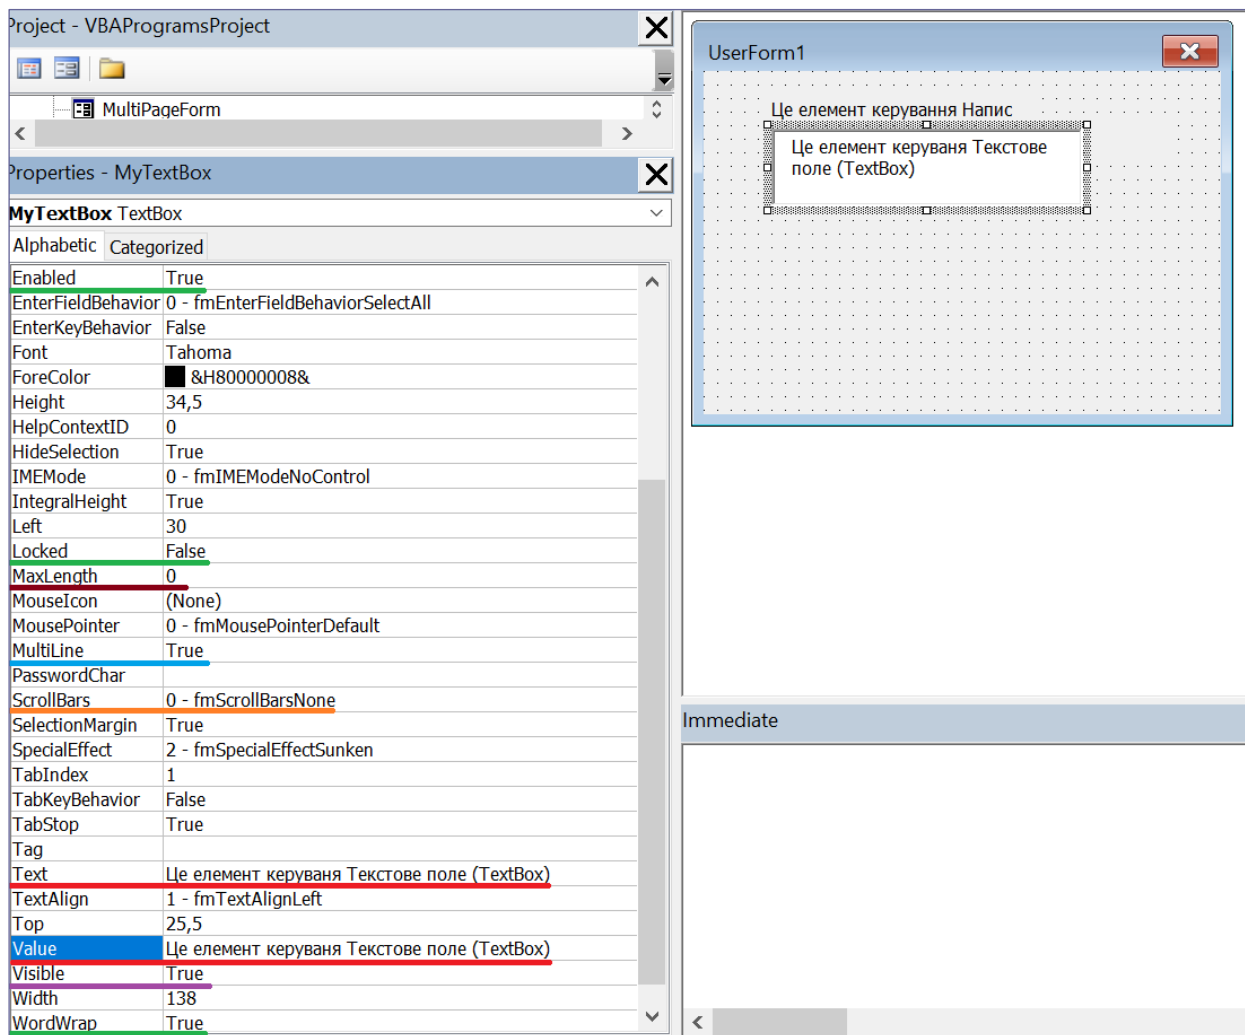 Project - VBAProgramsProject
MultiPageForm
Properties - MyTextBox
MyTextBox TextBox
Alphabetic Categorized
Enabled True
EnterFieldBehavior 0 - fmEnterFieldBehaviorSelectAll
EnterKeyBehavior False
Font Tahoma
ForeColor &H80000008&
Height 34,5
HelpContextID 0
HideSelection True
IMEMode 0 - fmIMEModeNoControl
IntegralHeight True
Left 30
Locked False
MaxLength 0
MouseIcon (None)
MousePointer 0 - fmMousePointerDefault
MultiLine True
PasswordChar
ScrollBars 0 - fmScrollBarsNone
SelectionMargin True
SpecialEffect 2 - fmSpecialEffectSunken
TabIndex 1
TabKeyBehavior False
TabStop True
Tag
Text Це елемент керуваня Текстове поле (TextBox)
TextAlign 1 - fmTextAlignLeft
Top 25,5
Value Це елемент керуваня Текстове поле (TextBox)
Visible True
Width 138
WordWrap True
UserForm1
Це елемент керування Напис
Це елемент керуваня Текстове
поле (TextBox)
Immediate